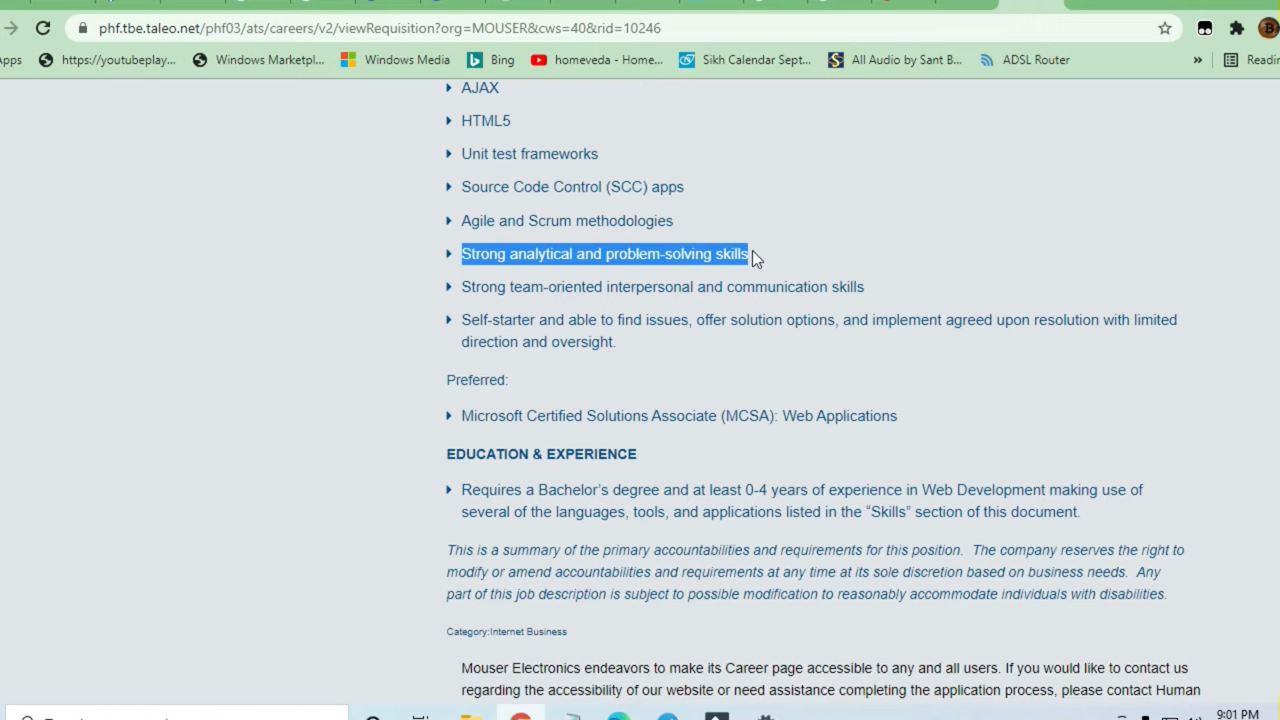 phf.tbe.taleo.net/phf03/ats/careers/v2/viewRequisition?org=MOUSER&cws=40&rid=10246
https://youtubeplay... Windows Marketpl... Windows Media Bing homeveda - Home... Sikh Calendar Sept... All Audio by Sant B... ADSL Router »
AJAX
HTML5
Unit test frameworks
Source Code Control (SCC) apps
Agile and Scrum methodologies
Strong analytical and problem-solving skills
Strong team-oriented interpersonal and communication skills
Self-starter and able to find issues, offer solution options, and implement agreed upon resolution with limited
direction and oversight.
Preferred:
Microsoft Certified Solutions Associate (MCSA): Web Applications
EDUCATION & EXPERIENCE
Requires a Bachelor's degree and at least 0-4 years of experience in Web Development making use of
several of the languages, tools, and applications listed in the “Skills” section of this document.
This is a summary of the primary accountabilities and requirements for this position. The company reserves the right to
modify or amend accountabilities and requirements at any time at its sole discretion based on business needs. Any
part of this job description is subject to possible modification to reasonably accommodate individuals with disabilities.
Category:Internet Business
Mouser Electronics endeavors to make its Career page accessible to any and all users. If you would like to contact us
regarding the accessibility of our website or need assistance completing the application process, please contact Human
9:01 PM